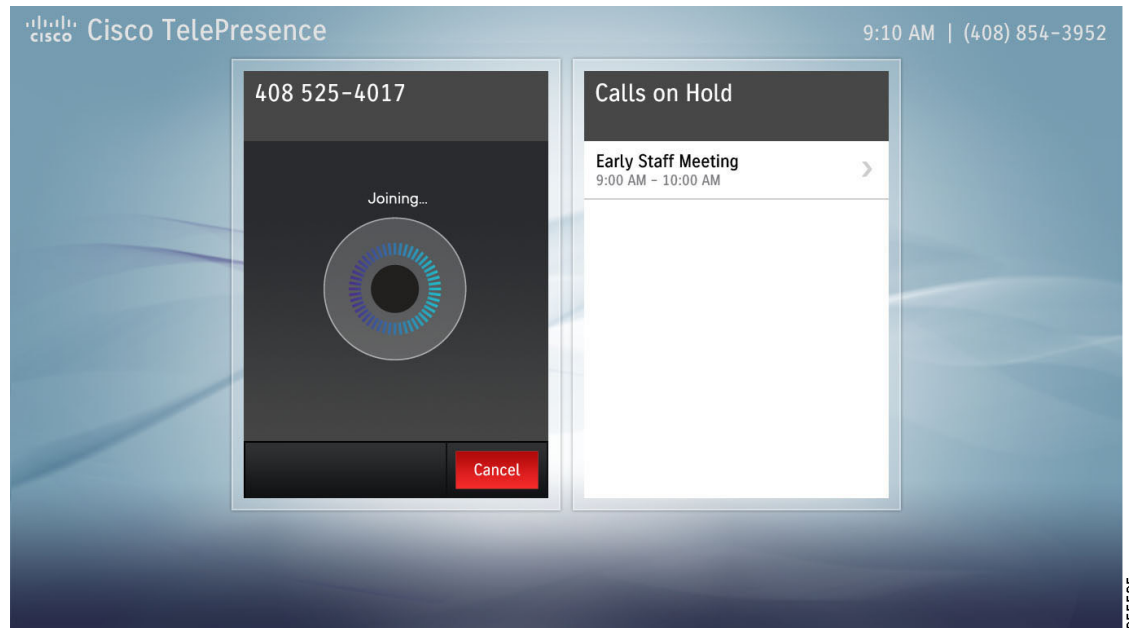 CISCO Cisco TelePresence
9:10 AM | (408) 854-3952
408 525-4017
Joining...
Cancel
Calls on Hold
Early Staff Meeting
9:00 AM - 10:00 AM